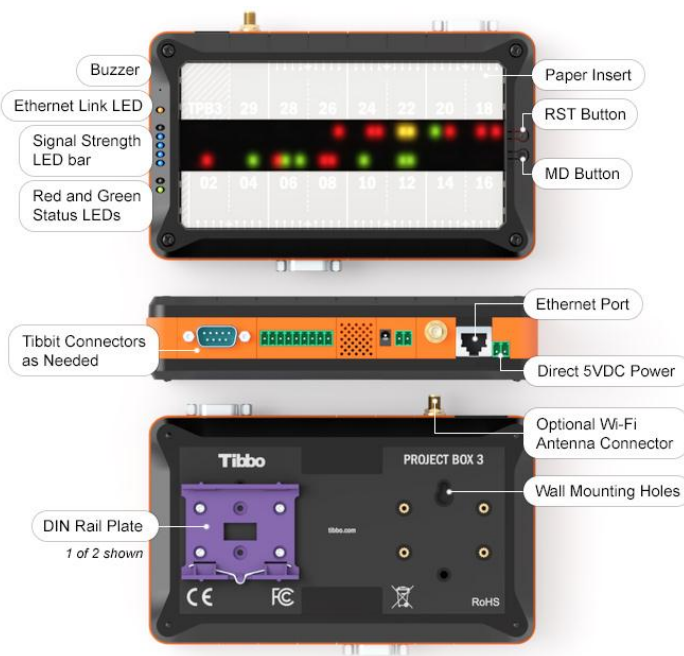 Buzzer
Paper Insert
Ethernet Link LED
RST Button
Signal Strength
LED bar
MD Button
Red and Green
Status LEDs
TPB3 29 28 26 24 22 20 18
02 04 06 08 10 12 14 16
Ethernet Port
Tibbit Connectors
as Needed
Direct 5VDC Power
Optional Wi-Fi
Antenna Connector
Tibbo
PROJECT BOX 3
Wall Mounting Holes
DIN Rail Plate
1 of 2 shown
tibbo.com
CE FC
RoHS